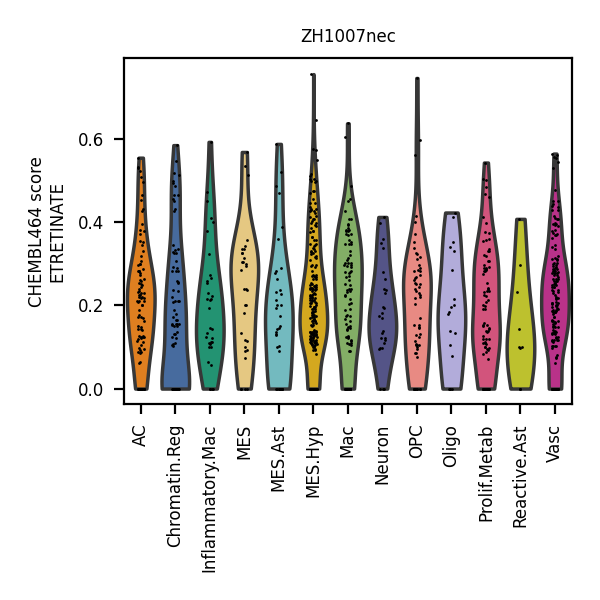 ZH1007nec
CHEMBL464 score
ETRETINATE
0.6
0.4
0.2
0.0
AC
Chromatin.Reg
Inflammatory.Mac
MES
MES.Ast
MES.Hyp
Mac
Neuron
OPC
Oligo
Prolif.Metab
Reactive.Ast
Vasc